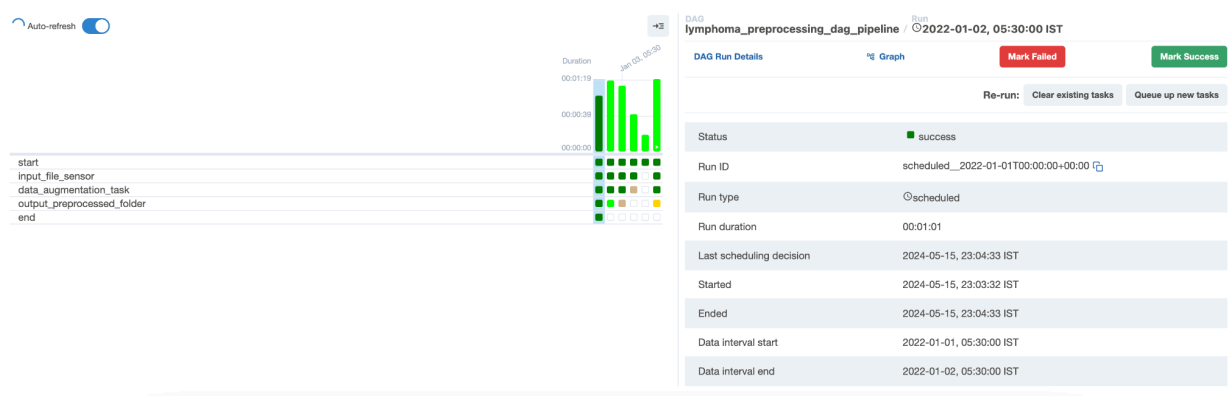 Auto-refresh
Duration
Jan 03, 05:30
00:01:19
00:00:39
00:00:00
start
input_file_sensor
data_augmentation_task
output_preprocessed_folder
end
DAG
lymphoma_preprocessing_dag_pipeline / Run 2022-01-02, 05:30:00 IST
DAG Run Details Graph Mark Failed Mark Success
Re-run: Clear existing tasks Queue up new tasks
Status success
Run ID scheduled__2022-01-01T00:00:00+00:00
Run type scheduled
Run duration 00:01:01
Last scheduling decision 2024-05-15, 23:04:33 IST
Started 2024-05-15, 23:03:32 IST
Ended 2024-05-15, 23:04:33 IST
Data interval start 2022-01-01, 05:30:00 IST
Data interval end 2022-01-02, 05:30:00 IST